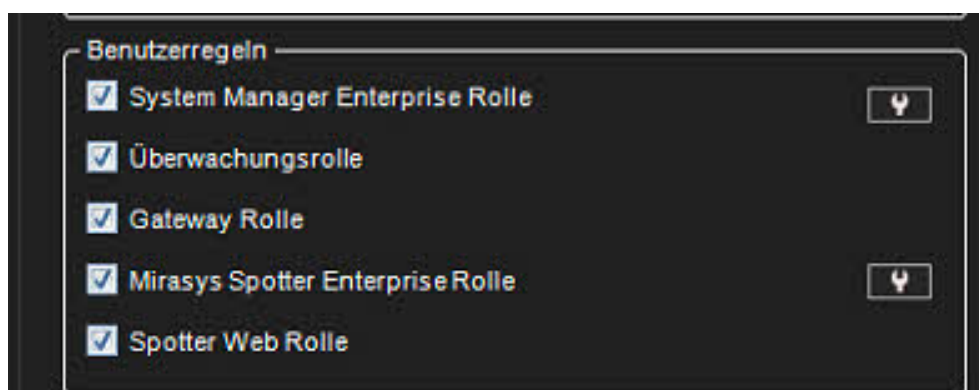 Benutzerregeln
System Manager Enterprise Rolle
Überwachungsrolle
Gateway Rolle
Mirasys Spotter Enterprise Rolle
Spotter Web Rolle